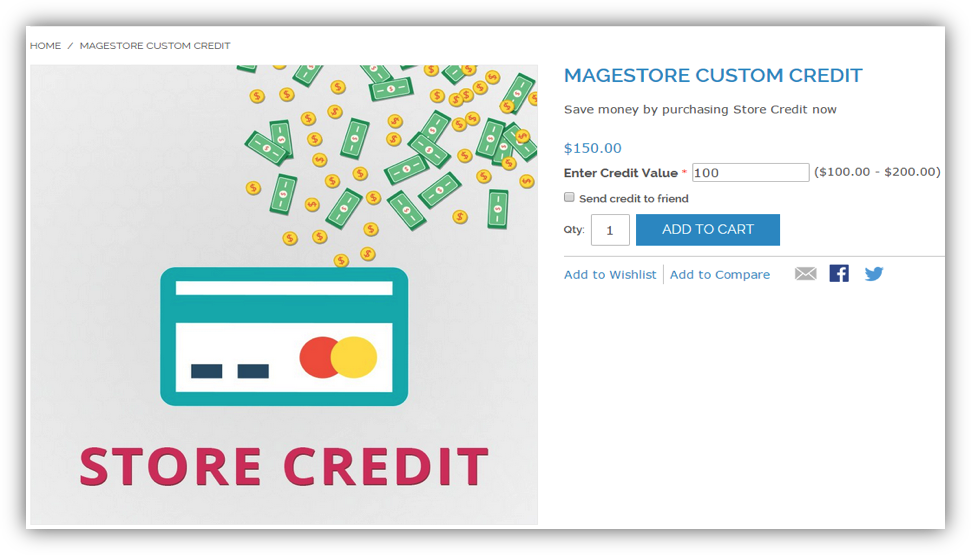 HOME / MAGESTORE CUSTOM CREDIT
STORE CREDIT
MAGESTORE CUSTOM CREDIT
Save money by purchasing Store Credit now
$150.00
Enter Credit Value * 100 ($100.00 - $200.00)
Send credit to friend
Qty: 1 ADD TO CART
Add to Wishlist Add to Compare